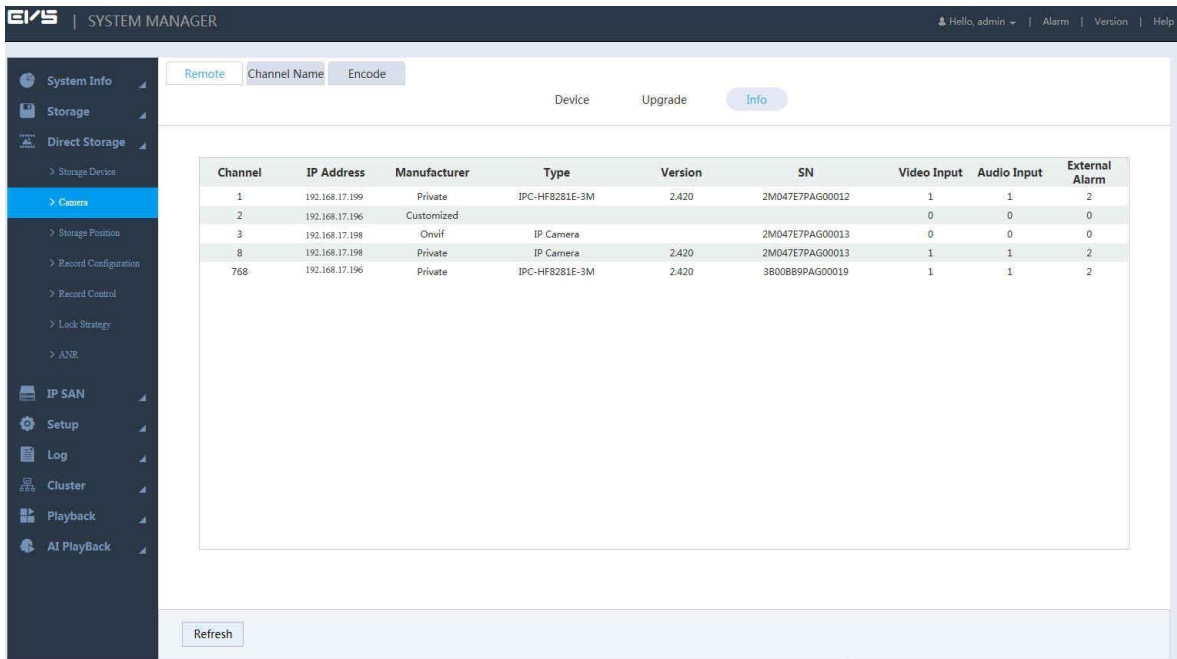 EVS | SYSTEM MANAGER
Hello, admin | Alarm | Version | Help
System Info
Storage
Direct Storage
> Storage Device
> Camera
> Storage Position
> Record Configuration
> Record Control
> Lock Strategy
> ANR
IP SAN
Setup
Log
Cluster
Playback
AI PlayBack
Remote Channel Name Encode
Device Upgrade Info
Channel IP Address Manufacturer Type Version SN Video Input Audio Input External Alarm
1 192.168.17.199 Private IPC-HF8281E-3M 2.420 2M047E7PAG00012 1 1 2
2 192.168.17.196 Customized 0 0 0
3 192.168.17.198 Onvif IP Camera 2M047E7PAG00013 0 0 0
8 192.168.17.198 Private IP Camera 2.420 2M047E7PAG00013 1 1 2
768 192.168.17.196 Private IPC-HF8281E-3M 2.420 3B00BB9PAG00019 1 1 2
Refresh